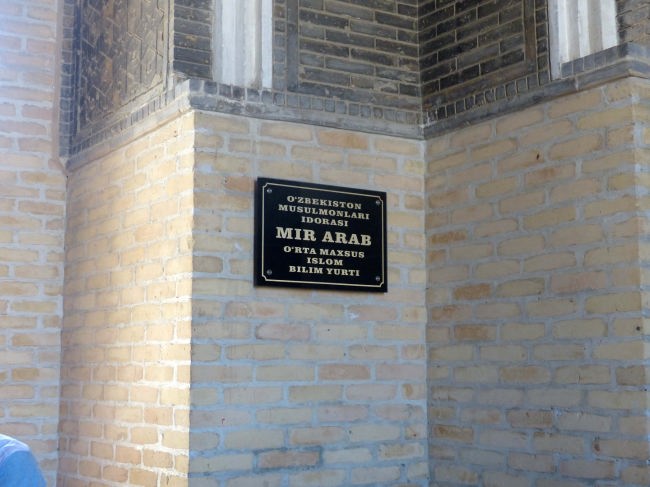 O'ZBEKISTON
MUSULMONLARI
IDORASI
MIR ARAB
O'RTA MAXSUS
ISLOM
BILIM YURTI